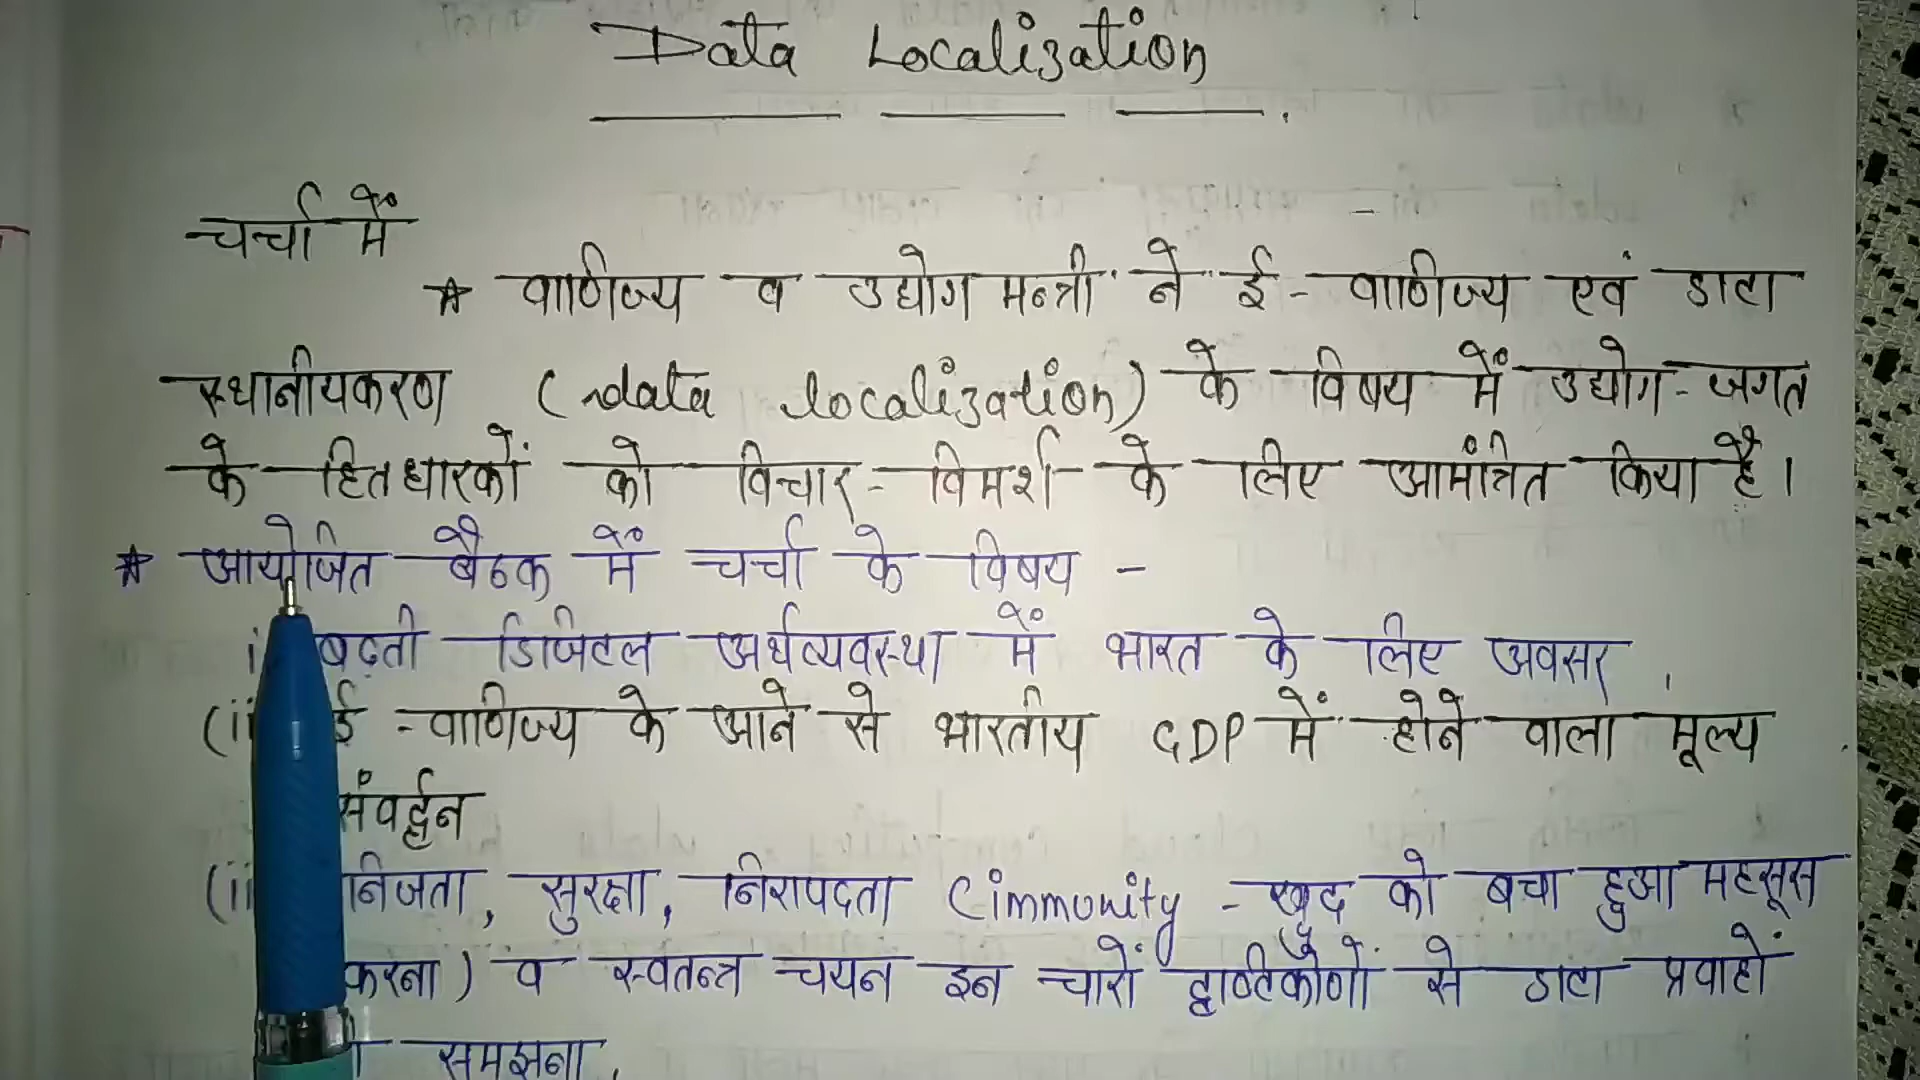 Data Localization
चर्चा में
* वाणिज्य व उद्योग मन्त्री ने ई-वाणिज्य एवं डाटा
स्थानीयकरण (data localization) के विषय में उद्योग-जगत
के हितधारकों को विचार-विमर्श के लिए आमंत्रित किया है।
* आयोजित बैठक में चर्चा के विषय -
बढ़ती डिजिटल अर्थव्यवस्था में भारत के लिए अवसर,
ई-वाणिज्य के आने से भारतीय GDP में होने वाला मूल्य
संवर्द्धन
निजता, सुरक्षा, निरापदता (immunity - खुद को बचा हुआ महसूस
करना) व स्वतन्त्र चयन इन चारों दृष्टिकोणों से डाटा प्रवाहों
समझना,